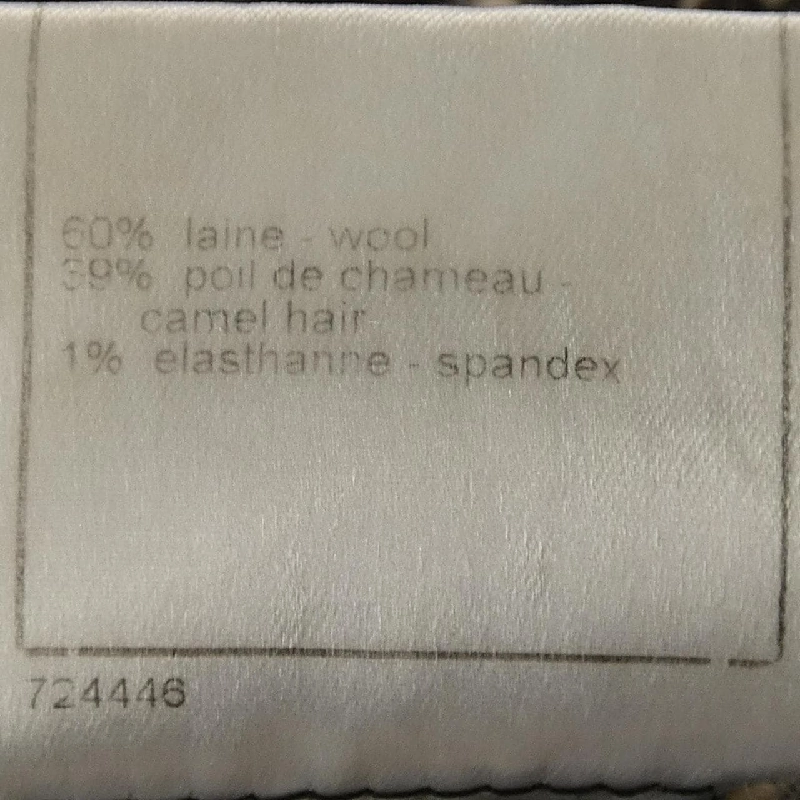 60% laine - wool
39% poil de chameau -
camel hair
1% elasthanne - spandex
724446